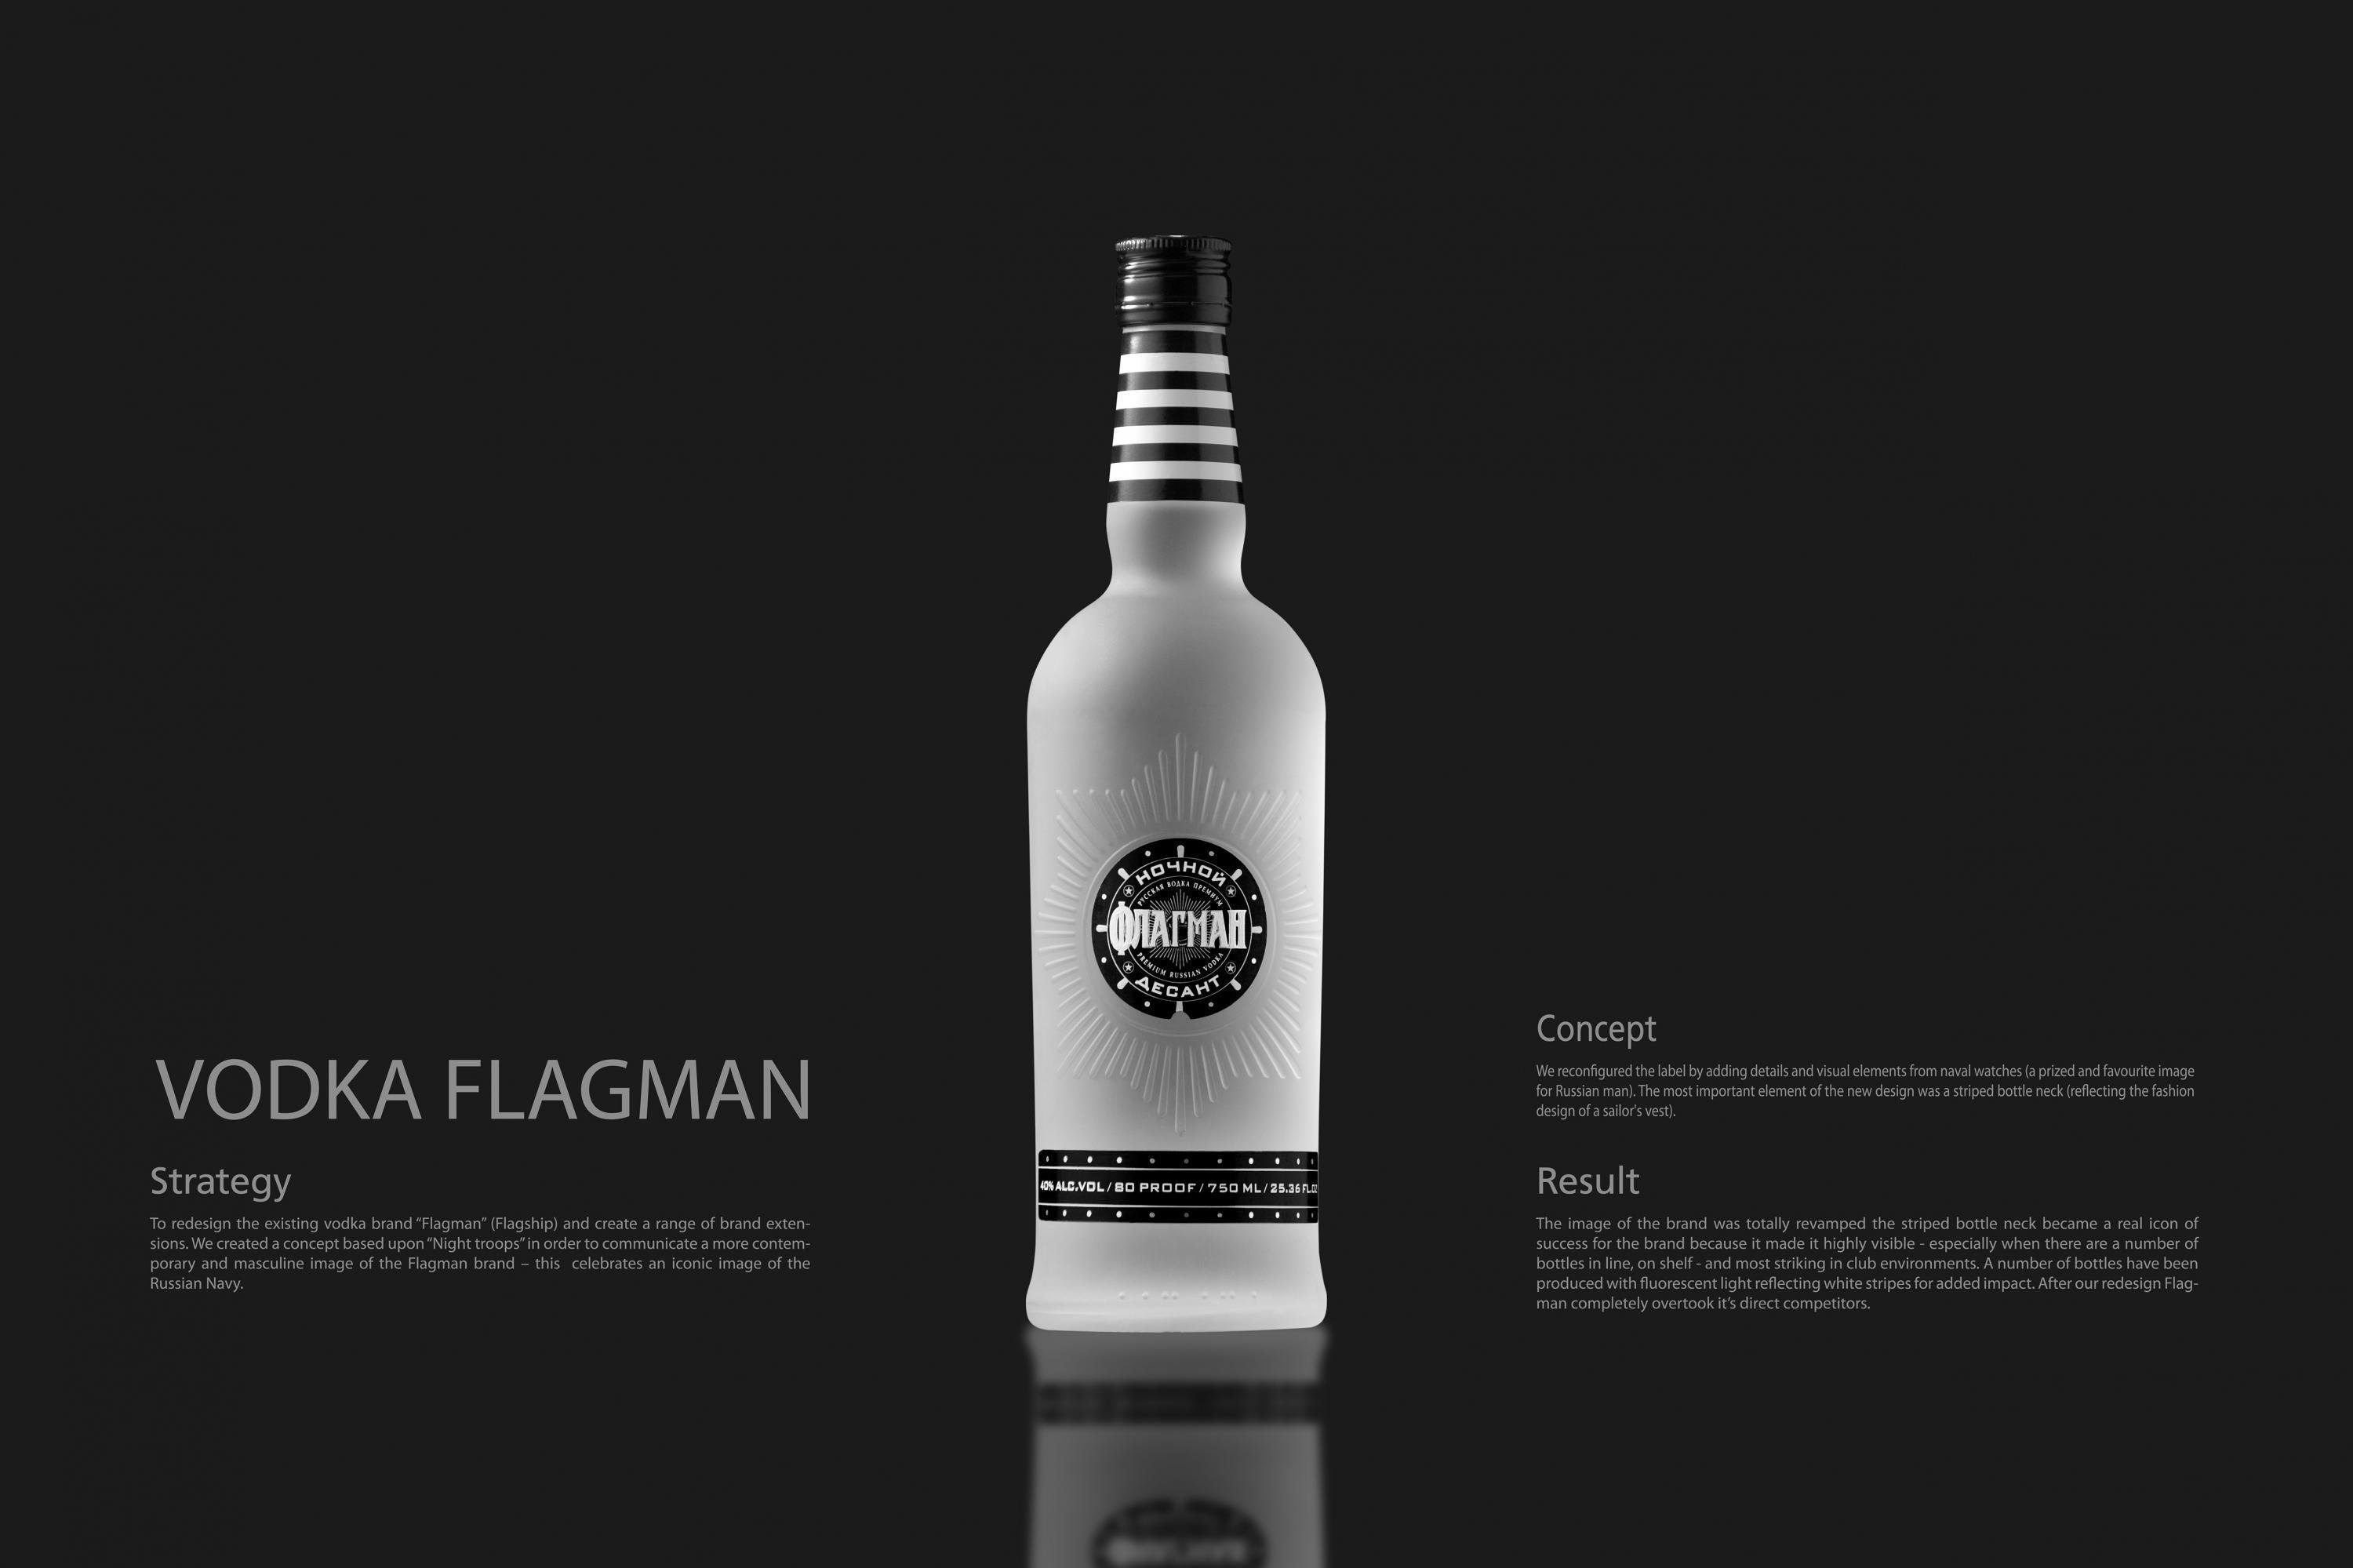 НОЧНОЙ
РУССКАЯ ВОДКА ПРЕМИУМ
ФЛАГМАН
PREMIUM RUSSIAN VODKA
ДЕСАНТ
40% ALC.VOL / 80 PROOF / 750 ML / 25.36 FL.OZ
VODKA FLAGMAN
Strategy
To redesign the existing vodka brand “Flagman” (Flagship) and create a range of brand exten-
sions. We created a concept based upon “Night troops” in order to communicate a more contem-
porary and masculine image of the Flagman brand – this celebrates an iconic image of the
Russian Navy.
Concept
We reconfigured the label by adding details and visual elements from naval watches (a prized and favourite image
for Russian man). The most important element of the new design was a striped bottle neck (reflecting the fashion
design of a sailor's vest).
Result
The image of the brand was totally revamped the striped bottle neck became a real icon of
success for the brand because it made it highly visible - especially when there are a number of
bottles in line, on shelf - and most striking in club environments. A number of bottles have been
produced with fluorescent light reflecting white stripes for added impact. After our redesign Flag-
man completely overtook it’s direct competitors.